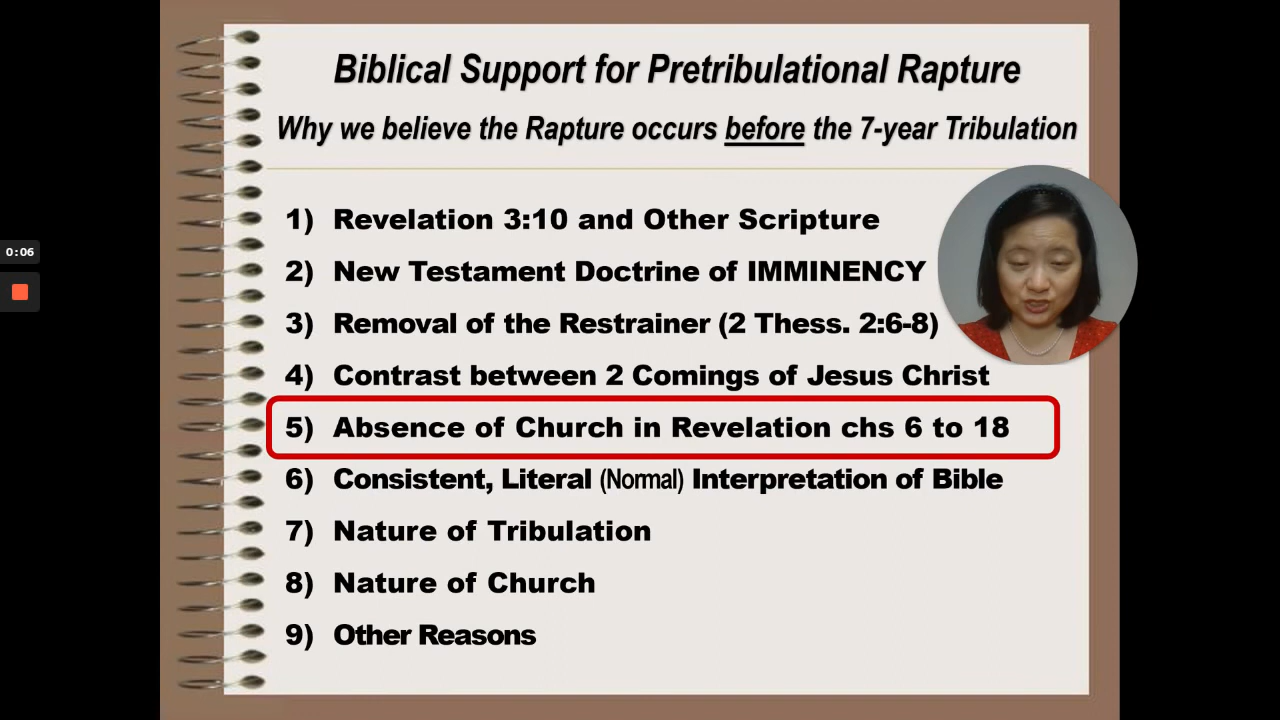 Biblical Support for Pretribulational Rapture
Why we believe the Rapture occurs before the 7-year Tribulation
1) Revelation 3:10 and Other Scripture
2) New Testament Doctrine of IMMINENCY
3) Removal of the Restrainer (2 Thess. 2:6-8)
4) Contrast between 2 Comings of Jesus Christ
5) Absence of Church in Revelation chs 6 to 18
6) Consistent, Literal (Normal) Interpretation of Bible
7) Nature of Tribulation
8) Nature of Church
9) Other Reasons
0:06